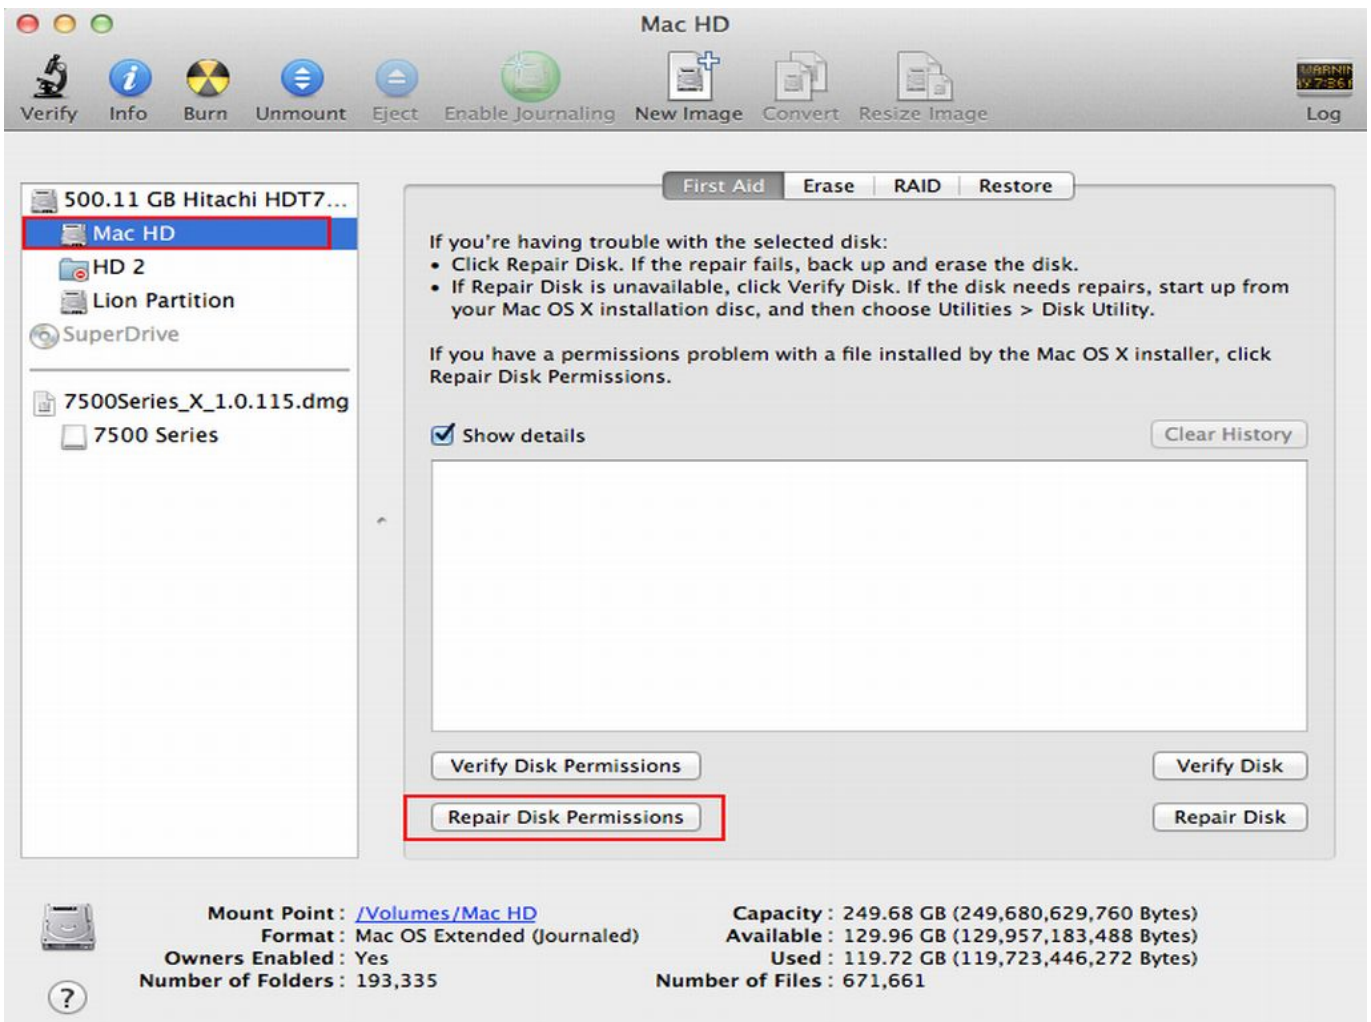 Mac HD
Verify
Info
Burn
Unmount
Eject
Enable Journaling
New Image
Convert
Resize Image
Log
500.11 GB Hitachi HDT7...
Mac HD
HD 2
Lion Partition
SuperDrive
7500Series_X_1.0.115.dmg
7500 Series
First Aid
Erase
RAID
Restore
If you're having trouble with the selected disk:
• Click Repair Disk. If the repair fails, back up and erase the disk.
• If Repair Disk is unavailable, click Verify Disk. If the disk needs repairs, start up from
your Mac OS X installation disc, and then choose Utilities > Disk Utility.
If you have a permissions problem with a file installed by the Mac OS X installer, click
Repair Disk Permissions.
Show details
Clear History
Verify Disk Permissions
Verify Disk
Repair Disk Permissions
Repair Disk
Mount Point : /Volumes/Mac HD
Format : Mac OS Extended (Journaled)
Owners Enabled : Yes
Number of Folders : 193,335
Capacity : 249.68 GB (249,680,629,760 Bytes)
Available : 129.96 GB (129,957,183,488 Bytes)
Used : 119.72 GB (119,723,446,272 Bytes)
Number of Files : 671,661
?